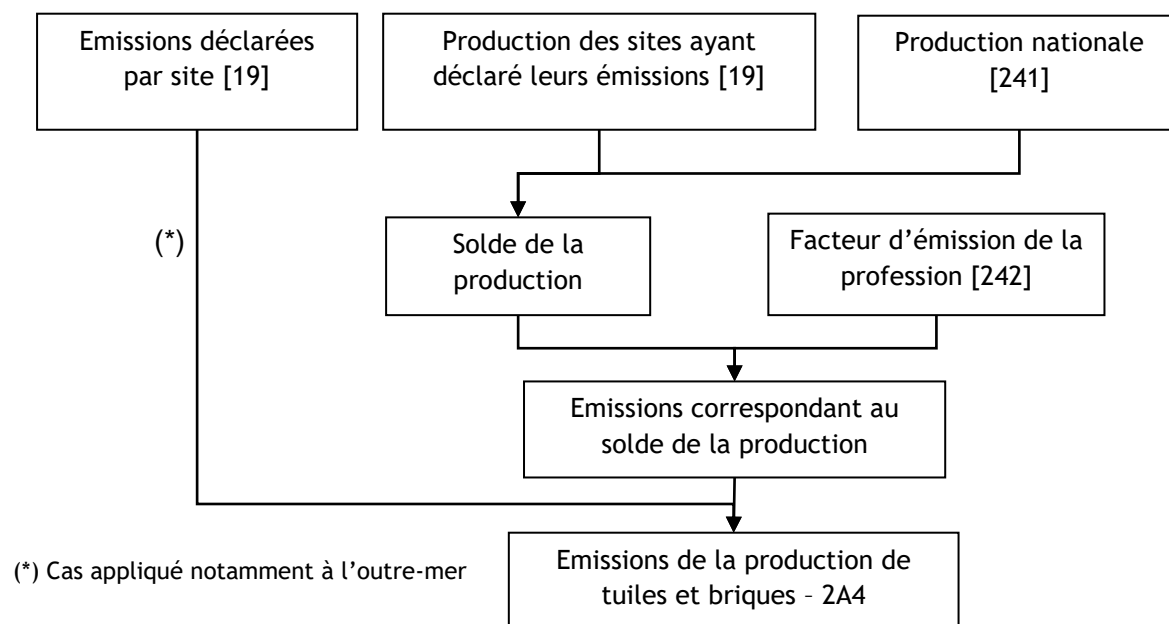 Emissions déclarées
par site [19]
Production des sites ayant
déclaré leurs émissions [19]
Production nationale
[241]
(*)
Solde de la
production
Facteur d’émission de la
profession [242]
Emissions correspondant au
solde de la production
(*) Cas appliqué notamment à l’outre-mer
Emissions de la production de
tuiles et briques – 2A4